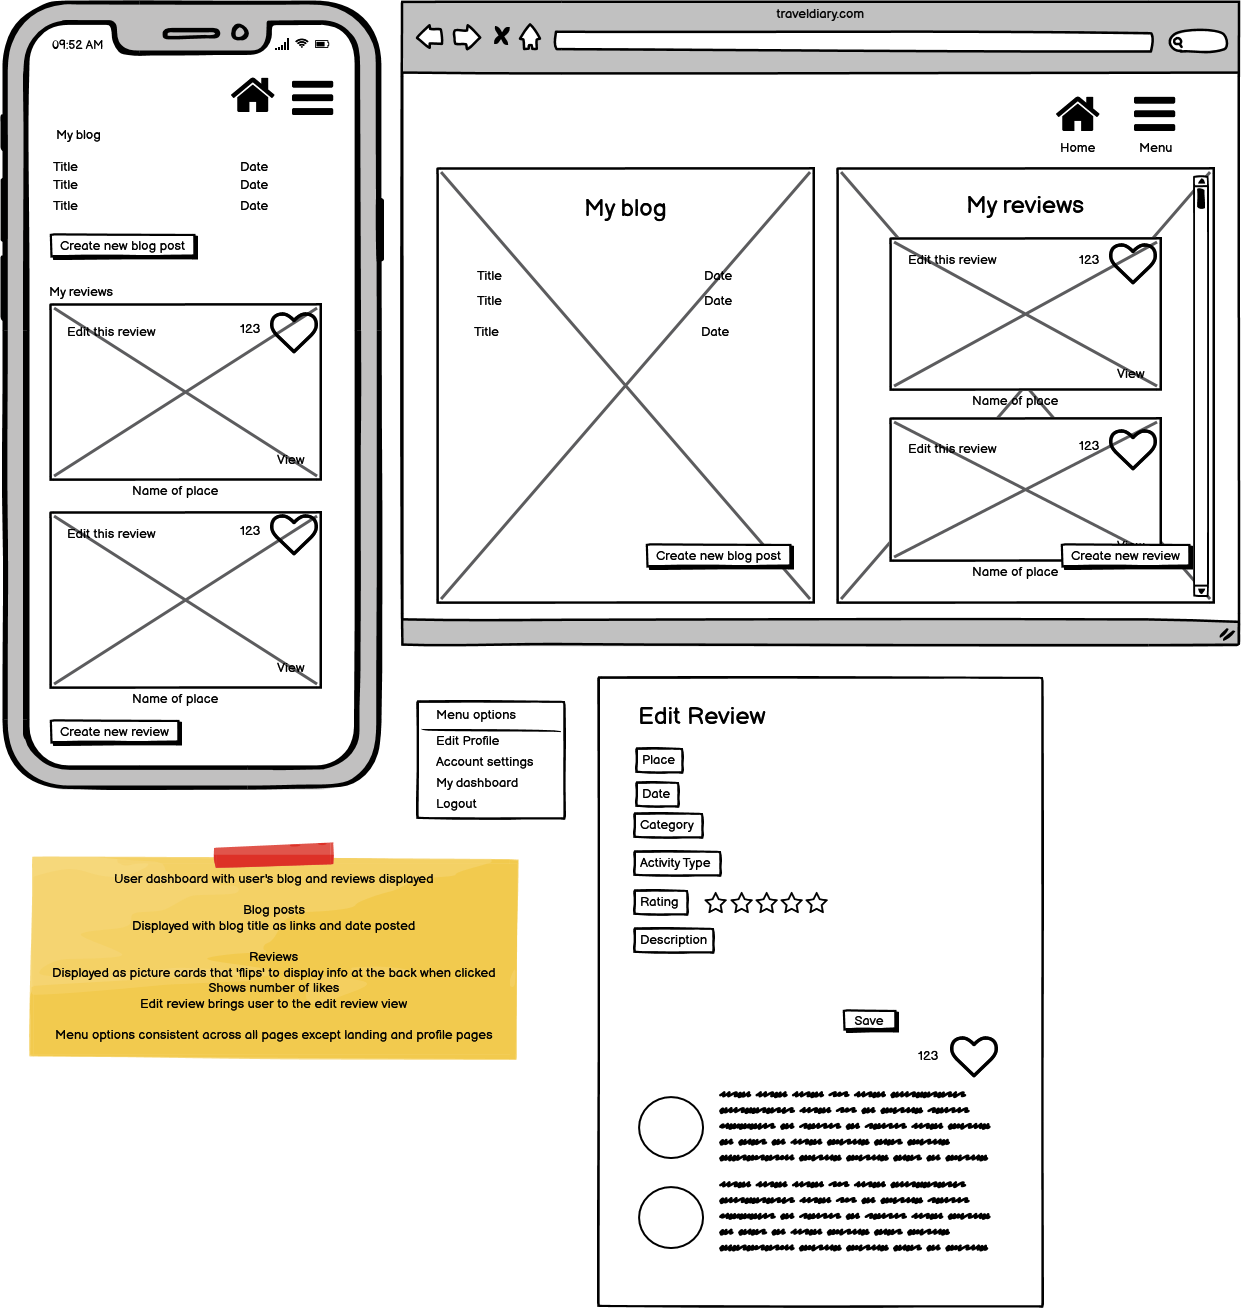 09:52 AM
My blog
Title Date
Title Date
Title Date
Create new blog post
My reviews
Edit this review 123
View
Name of place
Edit this review 123
View
Name of place
Create new review
traveldiary.com
Home Menu
My blog
Title Date
Title Date
Title Date
Create new blog post
My reviews
Edit this review 123
View
Name of place
Edit this review 123
View
Create new review
Name of place
Menu options
Edit Profile
Account settings
My dashboard
Logout
Edit Review
Place
Date
Category
Activity Type
Rating
Description
Save
123
User dashboard with user's blog and reviews displayed
Blog posts
Displayed with blog title as links and date posted
Reviews
Displayed as picture cards that 'flips' to display info at the back when clicked
Shows number of likes
Edit review brings user to the edit review view
Menu options consistent across all pages except landing and profile pages